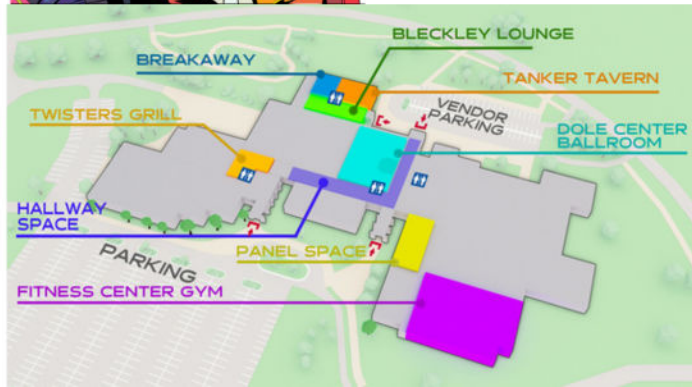 BLECKLEY LOUNGE
BREAKAWAY
TANKER TAVERN
TWISTERS GRILL
VENDOR
PARKING
DOLE CENTER
BALLROOM
HALLWAY
SPACE
PANEL SPACE
PARKING
FITNESS CENTER GYM